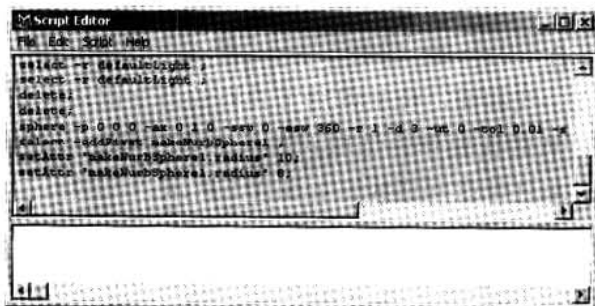 Script Editor
File Edit Script Help
select -r defaultLight ;
select -r defaultLight ;
delete;
delete;
sphere -p 0 0 0 -ax 0 1 0 -ssw 0 -esw 360 -r 1 -d 3 -ut 0 -tol 0.01 -s
select -addFirst makeNurbSphere1 ;
setAttr "makeNurbSphere1.radius" 10;
setAttr "makeNurbSphere1.radius" 8;